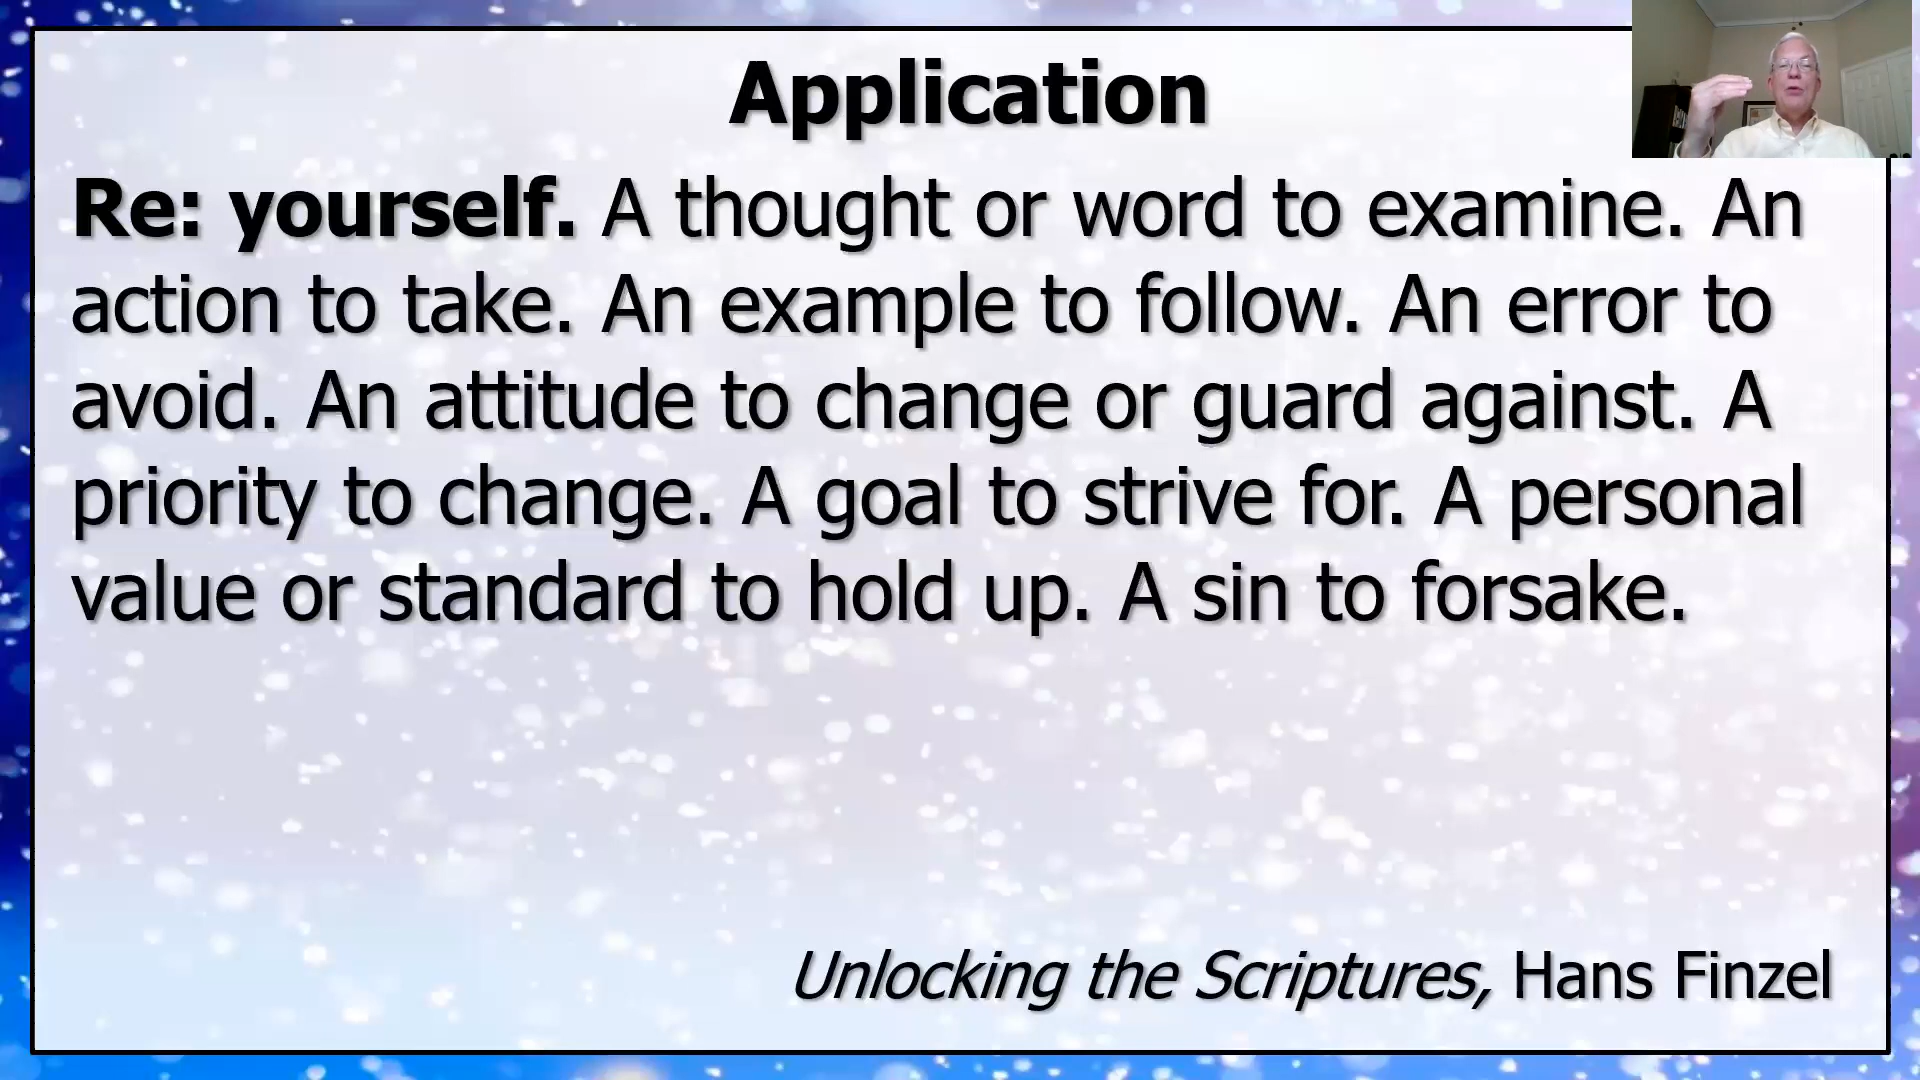 Application
Re: yourself. A thought or word to examine. An
action to take. An example to follow. An error to
avoid. An attitude to change or guard against. A
priority to change. A goal to strive for. A personal
value or standard to hold up. A sin to forsake.
Unlocking the Scriptures, Hans Finzel